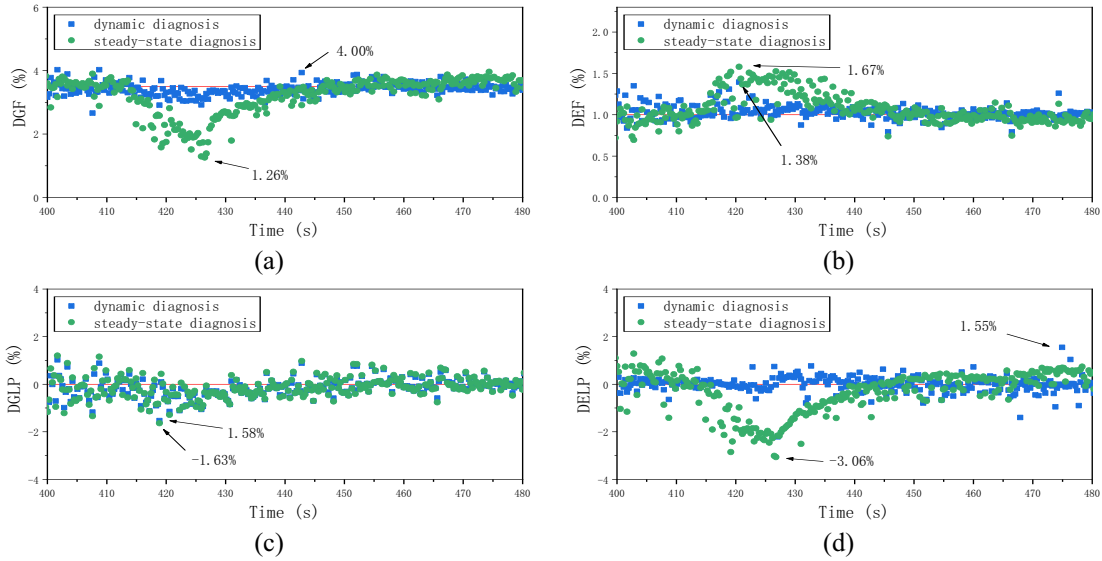 6
4
2
0
DGF (%)
dynamic diagnosis
steady-state diagnosis
4.00%
1.26%
400 410 420 430 440 450 460 470 480
Time (s)
(a)
2.0
1.5
1.0
0.5
0.0
DEF (%)
dynamic diagnosis
steady-state diagnosis
1.67%
1.38%
400 410 420 430 440 450 460 470 480
Time (s)
(b)
4
2
0
-2
-4
DGLP (%)
dynamic diagnosis
steady-state diagnosis
1.58%
-1.63%
400 410 420 430 440 450 460 470 480
Time (s)
(c)
4
2
0
-2
-4
DELP (%)
dynamic diagnosis
steady-state diagnosis
1.55%
-3.06%
400 410 420 430 440 450 460 470 480
Time (s)
(d)